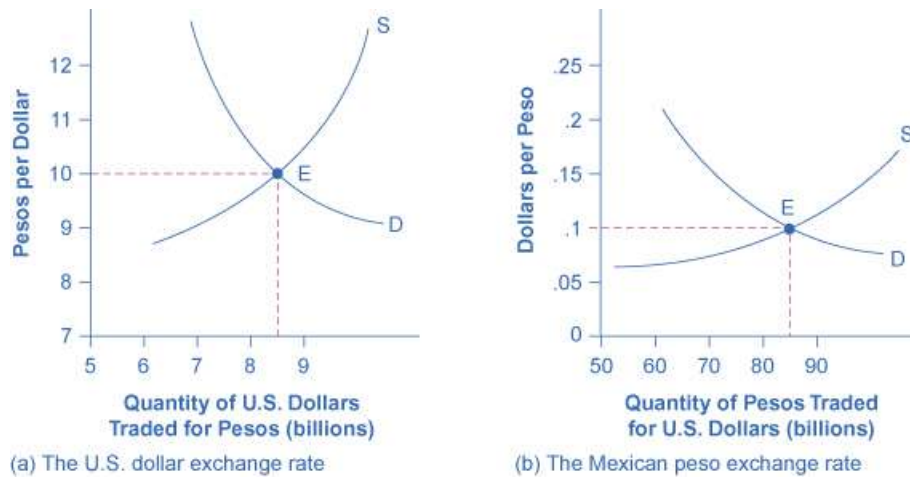 S
12
11
10
9
8
7
E
D
5
6
7
8
9
Pesos per Dollar
Quantity of U.S. Dollars
Traded for Pesos (billions)
(a) The U.S. dollar exchange rate
.25
.2
.15
.1
.05
0
S
E
D
50
60
70
80
90
Dollars per Peso
Quantity of Pesos Traded
for U.S. Dollars (billions)
(b) The Mexican peso exchange rate